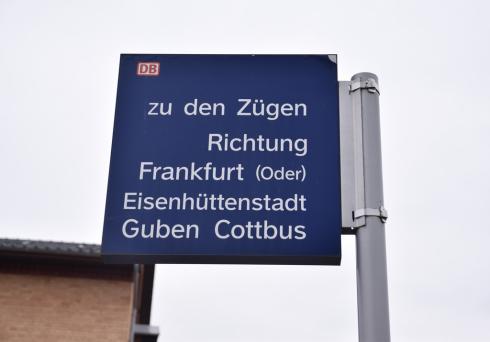 DB
zu den Zügen
Richtung
Frankfurt (Oder)
Eisenhüttenstadt
Guben Cottbus